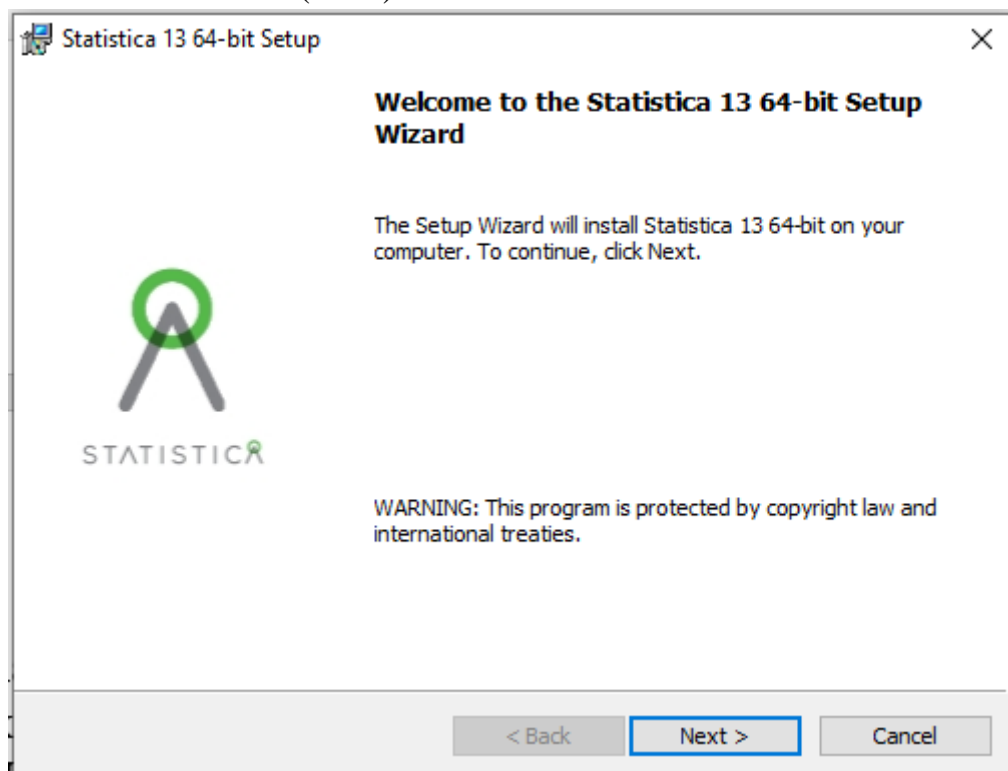 Statistica 13 64-bit Setup
Welcome to the Statistica 13 64-bit Setup
Wizard
The Setup Wizard will install Statistica 13 64-bit on your
computer. To continue, click Next.
STATISTICA
WARNING: This program is protected by copyright law and
international treaties.
< Back
Next >
Cancel